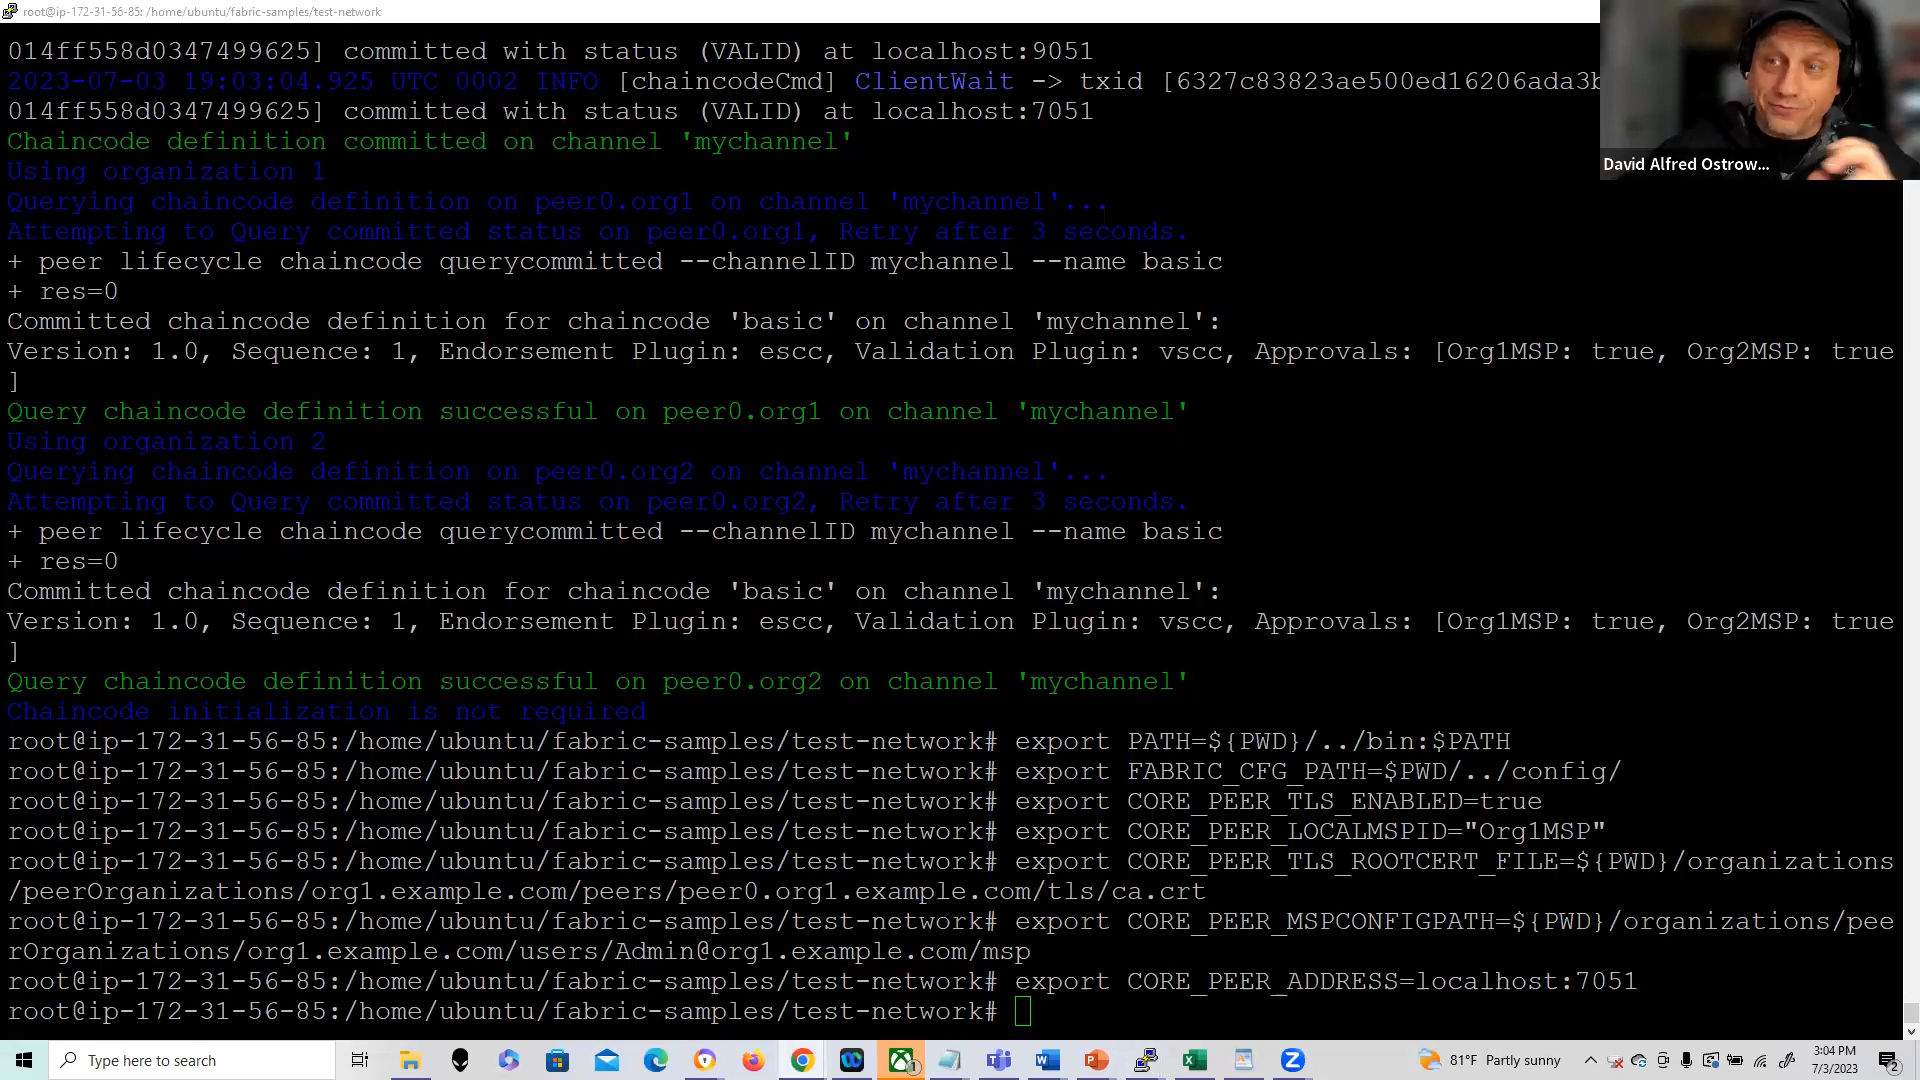 root@ip-172-31-56-85: /home/ubuntu/fabric-samples/test-network
014ff558d0347499625] committed with status (VALID) at localhost:9051
2023-07-03 19:03:04.925 UTC 0002 INFO [chaincodeCmd] ClientWait -> txid [6327c83823ae500ed16206ada3b
014ff558d0347499625] committed with status (VALID) at localhost:7051
Chaincode definition committed on channel 'mychannel'
Using organization 1
Querying chaincode definition on peer0.org1 on channel 'mychannel'...
Attempting to Query committed status on peer0.org1, Retry after 3 seconds.
+ peer lifecycle chaincode querycommitted --channelID mychannel --name basic
+ res=0
Committed chaincode definition for chaincode 'basic' on channel 'mychannel':
Version: 1.0, Sequence: 1, Endorsement Plugin: escc, Validation Plugin: vscc, Approvals: [Org1MSP: true, Org2MSP: true
]
Query chaincode definition successful on peer0.org1 on channel 'mychannel'
Using organization 2
Querying chaincode definition on peer0.org2 on channel 'mychannel'...
Attempting to Query committed status on peer0.org2, Retry after 3 seconds.
+ peer lifecycle chaincode querycommitted --channelID mychannel --name basic
+ res=0
Committed chaincode definition for chaincode 'basic' on channel 'mychannel':
Version: 1.0, Sequence: 1, Endorsement Plugin: escc, Validation Plugin: vscc, Approvals: [Org1MSP: true, Org2MSP: true
]
Query chaincode definition successful on peer0.org2 on channel 'mychannel'
Chaincode initialization is not required
root@ip-172-31-56-85:/home/ubuntu/fabric-samples/test-network# export PATH=${PWD}/../bin:$PATH
root@ip-172-31-56-85:/home/ubuntu/fabric-samples/test-network# export FABRIC_CFG_PATH=$PWD/../config/
root@ip-172-31-56-85:/home/ubuntu/fabric-samples/test-network# export CORE_PEER_TLS_ENABLED=true
root@ip-172-31-56-85:/home/ubuntu/fabric-samples/test-network# export CORE_PEER_LOCALMSPID="Org1MSP"
root@ip-172-31-56-85:/home/ubuntu/fabric-samples/test-network# export CORE_PEER_TLS_ROOTCERT_FILE=${PWD}/organizations
/peerOrganizations/org1.example.com/peers/peer0.org1.example.com/tls/ca.crt
root@ip-172-31-56-85:/home/ubuntu/fabric-samples/test-network# export CORE_PEER_MSPCONFIGPATH=${PWD}/organizations/pee
rOrganizations/org1.example.com/users/Admin@org1.example.com/msp
root@ip-172-31-56-85:/home/ubuntu/fabric-samples/test-network# export CORE_PEER_ADDRESS=localhost:7051
root@ip-172-31-56-85:/home/ubuntu/fabric-samples/test-network#
David Alfred Ostrow...
Type here to search
81°F Partly sunny
3:04 PM
7/3/2023